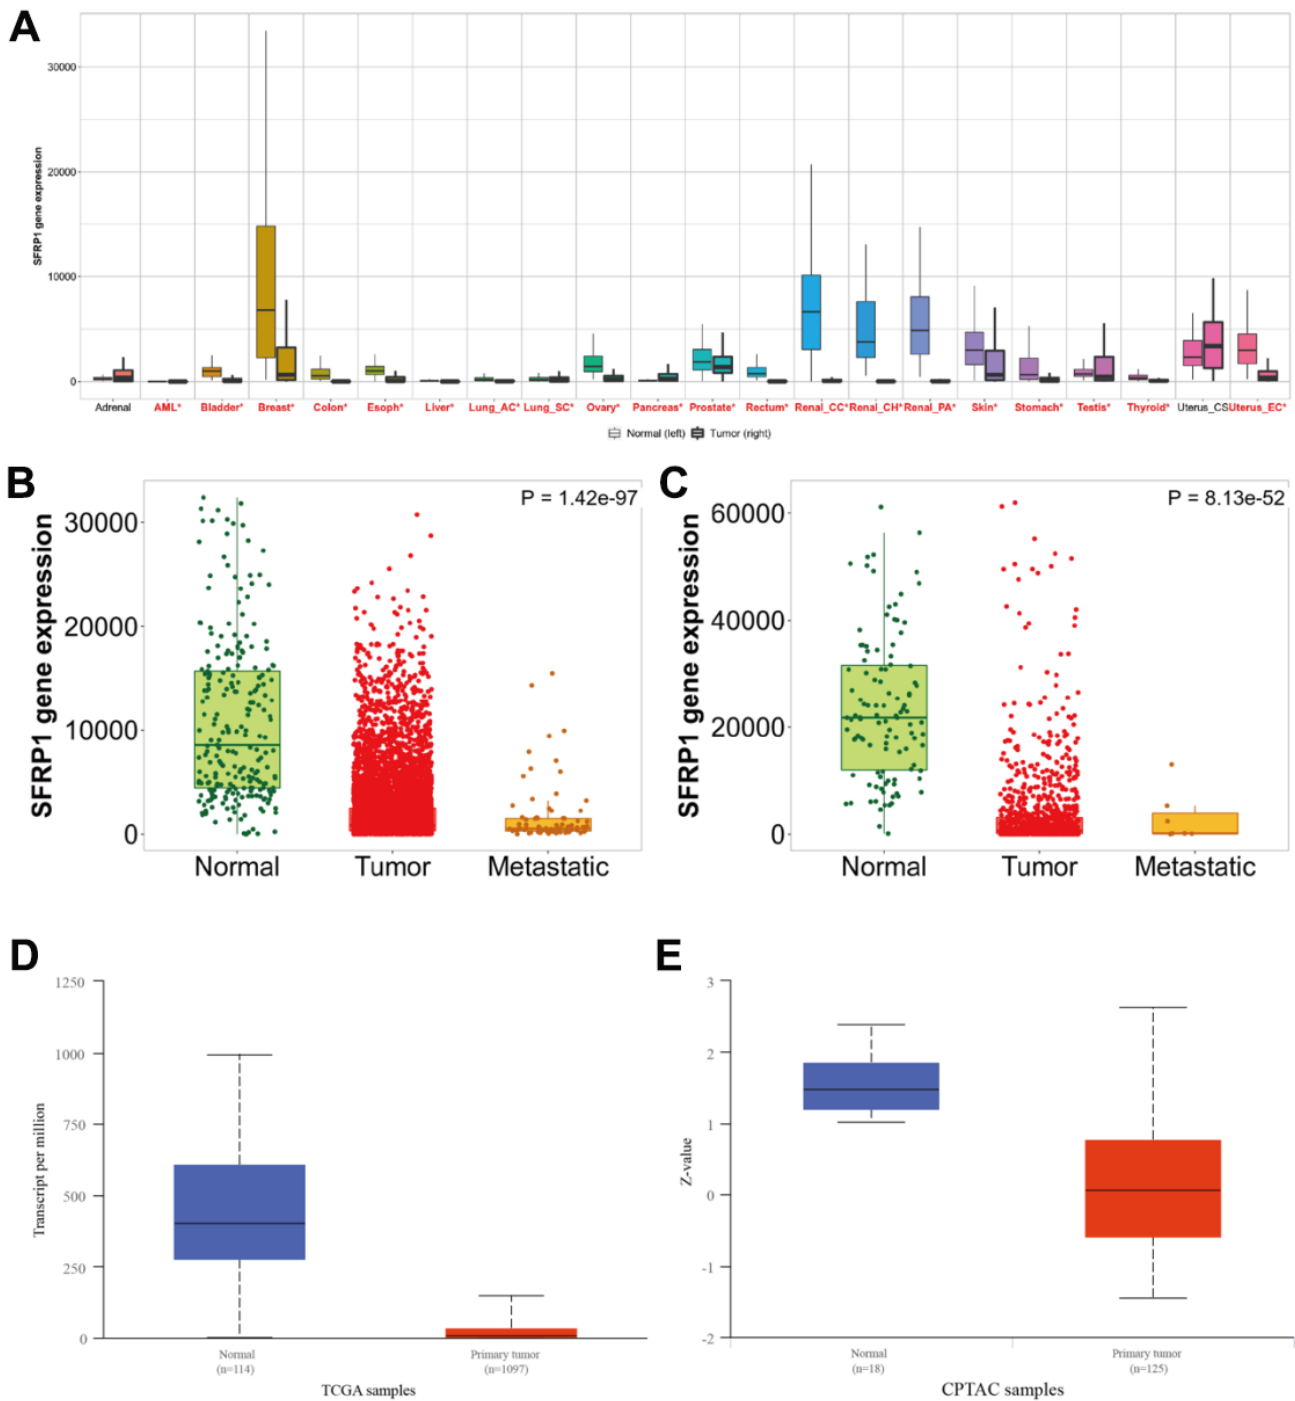 A
SFRP1 gene expression
30000
20000
10000
0
Adrenal AML* Bladder* Breast* Colon* Esoph* Liver* Lung_AC* Lung_SC* Ovary* Pancreas* Prostate* Rectum* Renal_CC* Renal_CH* Renal_PA* Skin* Stomach* Testis* Thyroid* Uterus_CS Uterus_EC*
Normal (left) Tumor (right)
B
P = 1.42e-97
SFRP1 gene expression
30000
20000
10000
0
Normal Tumor Metastatic
C
P = 8.13e-52
SFRP1 gene expression
60000
40000
20000
0
Normal Tumor Metastatic
D
Transcript per million
1250
1000
750
500
250
0
Normal Primary tumor
(n=114) (n=1097)
TCGA samples
E
Z-value
3
2
1
0
-1
-2
Normal Primary tumor
(n=18) (n=125)
CPTAC samples